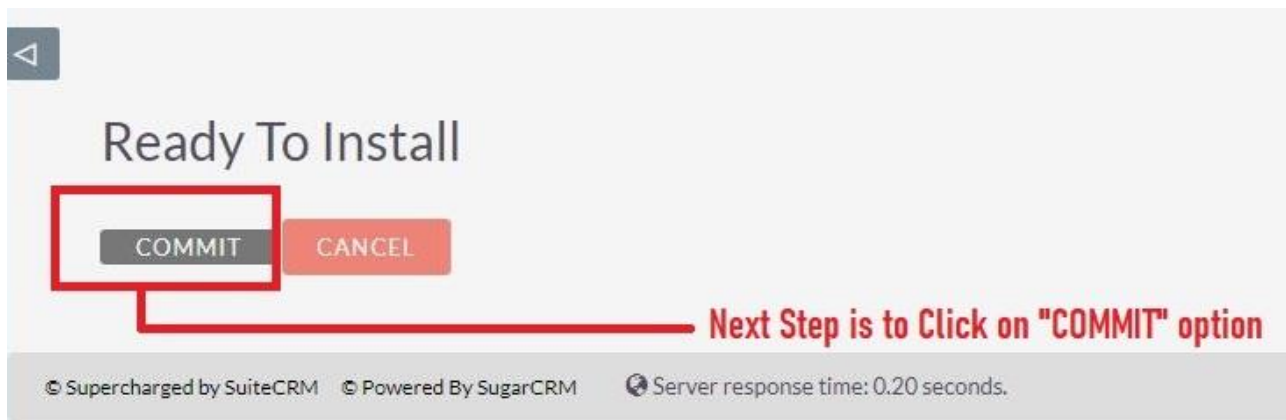 Ready To Install
COMMIT CANCEL
Next Step is to Click on "COMMIT" option
© Supercharged by SuiteCRM © Powered By SugarCRM Server response time: 0.20 seconds.